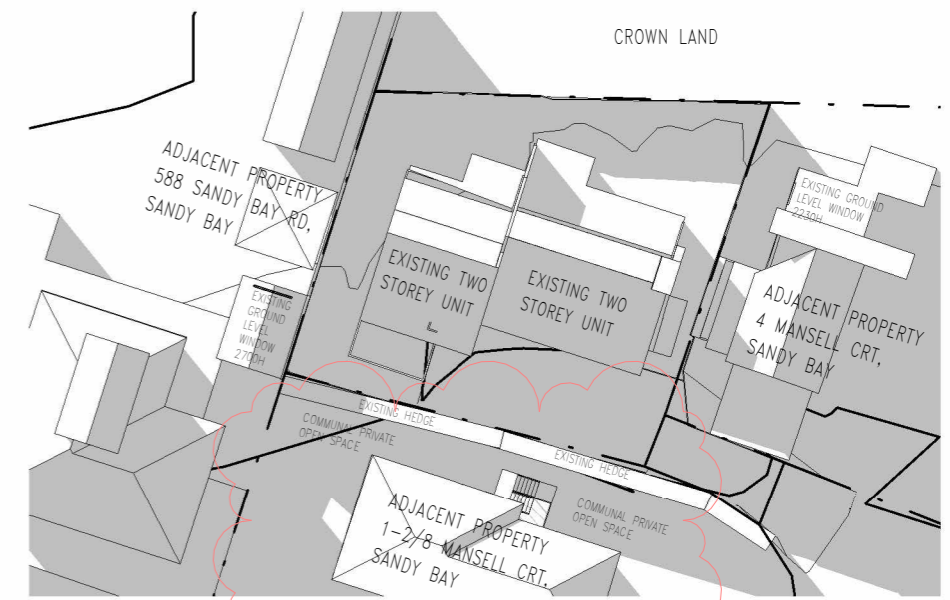 CROWN LAND
ADJACENT PROPERTY
588 SANDY BAY RD,
SANDY BAY
EXISTING GROUND
LEVEL WINDOW
2230H
EXISTING TWO
STOREY UNIT
EXISTING TWO
STOREY UNIT
ADJACENT PROPERTY
4 MANSELL CRT,
SANDY BAY
EXISTING
GROUND
LEVEL
WINDOW
2700H
EXISTING HEDGE
COMMUNAL PRIVATE
OPEN SPACE
EXISTING HEDGE
COMMUNAL PRIVATE
OPEN SPACE
ADJACENT PROPERTY
1-2/8 MANSELL CRT,
SANDY BAY